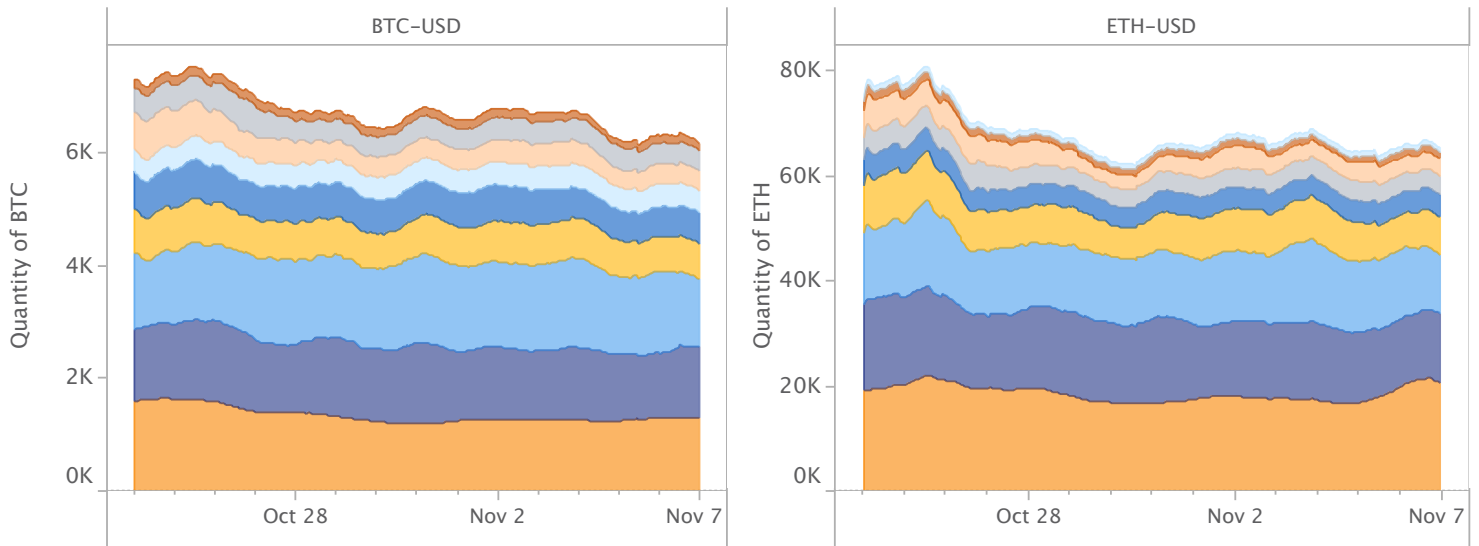 BTC-USD
Quantity of BTC
6K
4K
2K
0K
Oct 28
Nov 2
Nov 7
ETH-USD
Quantity of ETH
80K
60K
40K
20K
0K
Oct 28
Nov 2
Nov 7